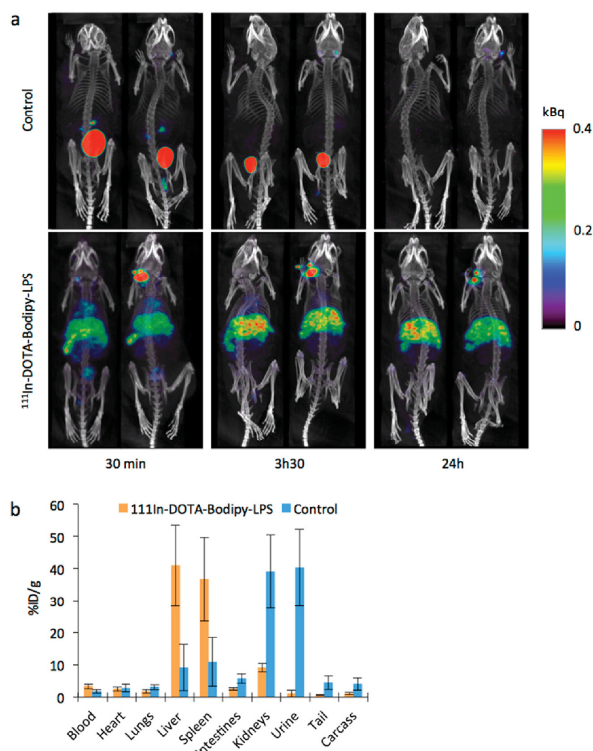 a
Control
kBq
0.4
0.2
0
111In-DOTA-Bodipy-LPS
30 min
3h30
24h
b
111In-DOTA-Bodipy-LPS
Control
%ID/g
60
50
40
30
20
10
0
Blood
Heart
Lungs
Liver
Spleen
Intestines
Kidneys
Urine
Tail
Carcass